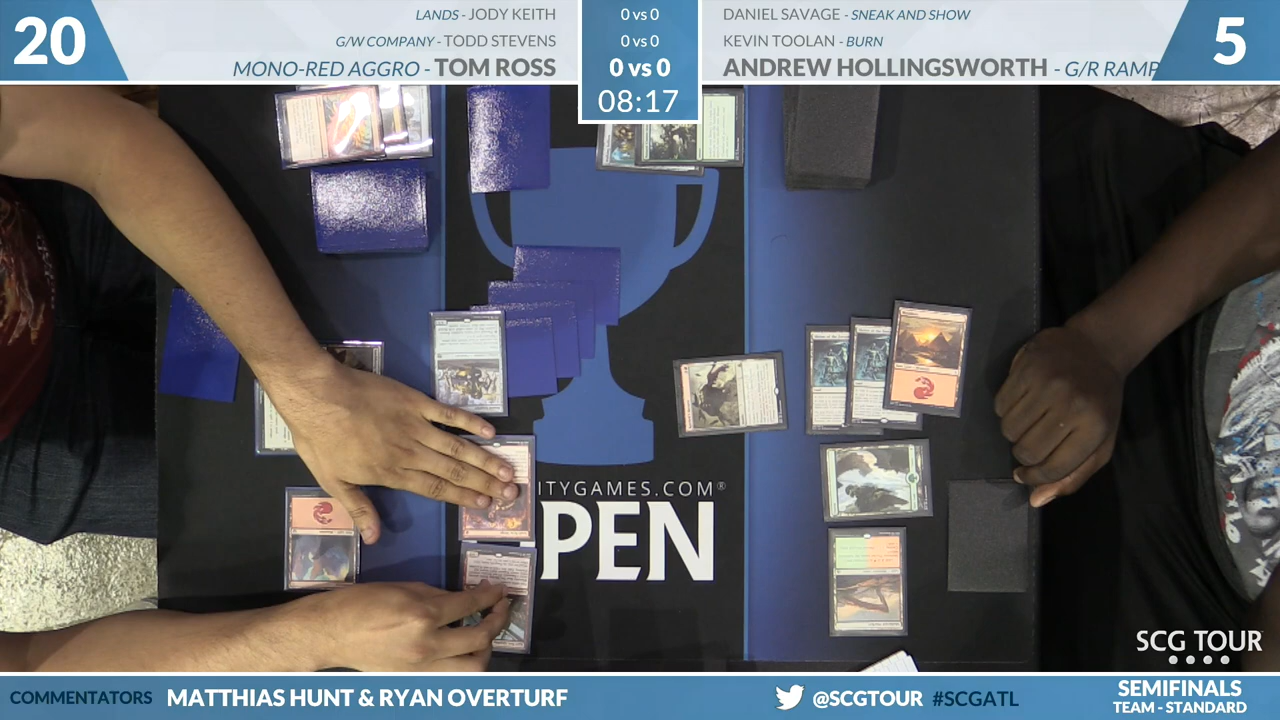 20
LANDS - JODY KEITH
G/W COMPANY - TODD STEVENS
MONO-RED AGGRO - TOM ROSS
0 vs 0
0 vs 0
0 vs 0
08:17
DANIEL SAVAGE - SNEAK AND SHOW
KEVIN TOOLAN - BURN
ANDREW HOLLINGSWORTH - G/R RAMP
5
ITYGAMES.COM®
PEN
SCG TOUR
COMMENTATORS MATTHIAS HUNT & RYAN OVERTURF
@SCGTOUR #SCGATL
SEMIFINALS
TEAM - STANDARD